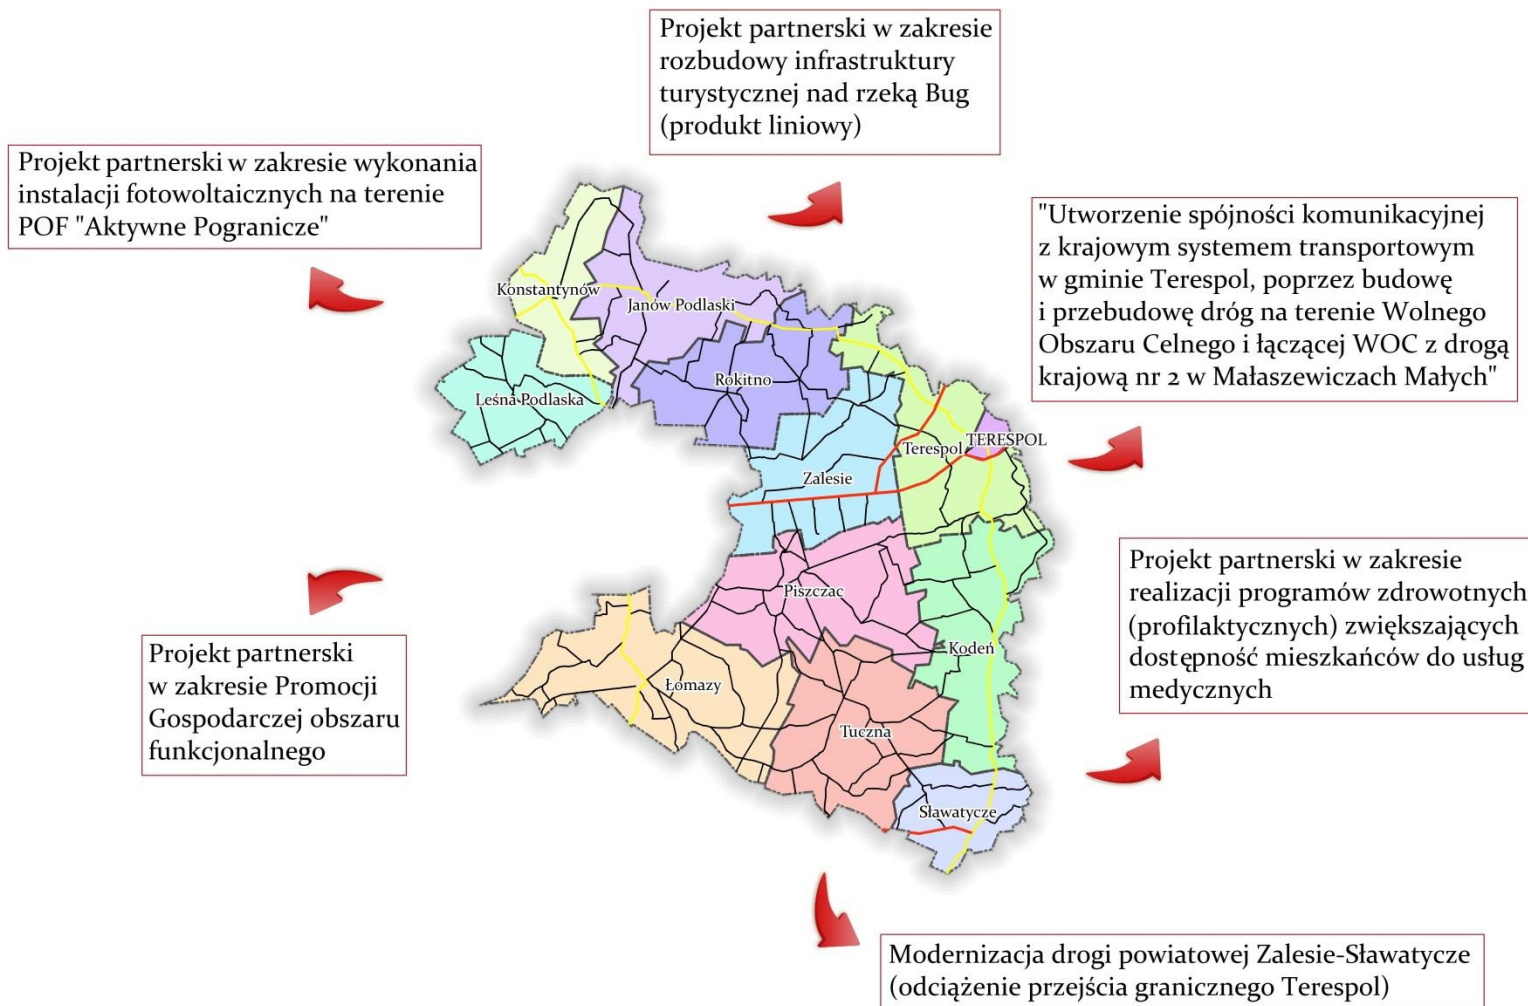 Projekt partnerski w zakresie
rozbudowy infrastruktury
turystycznej nad rzeką Bug
(produkt liniowy)
Projekt partnerski w zakresie wykonania
instalacji fotowoltaicznych na terenie
POF "Aktywne Pogranicze"
"Utworzenie spójności komunikacyjnej
z krajowym systemem transportowym
w gminie Terespol, poprzez budowę
i przebudowę dróg na terenie Wolnego
Obszaru Celnego i łączącej WOC z drogą
krajową nr 2 w Małaszewiczach Małych"
Konstantynów
Janów Podlaski
Rokitno
Leśna Podlaska
TERESPOL
Terespol
Zalesie
Piszczac
Kodeń
Łomazy
Tuczna
Sławatycze
Projekt partnerski w zakresie
realizacji programów zdrowotnych
(profilaktycznych) zwiększających
dostępność mieszkańców do usług
medycznych
Projekt partnerski
w zakresie Promocji
Gospodarczej obszaru
funkcjonalnego
Modernizacja drogi powiatowej Zalesie-Sławatycze
(odciążenie przejścia granicznego Terespol)